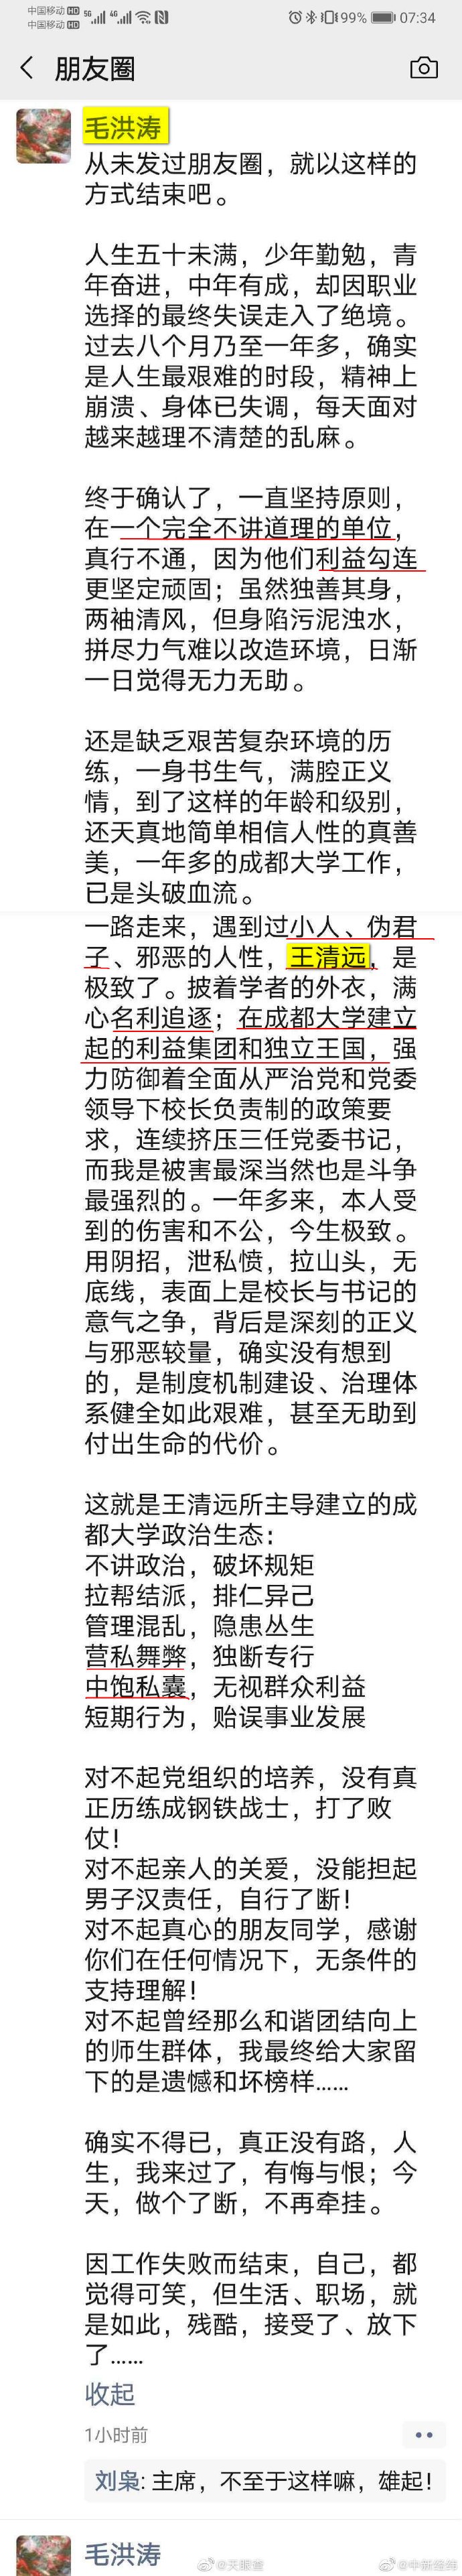 中国移动 HD 5G 4G 99% 07:34
中国移动 HD
朋友圈
毛洪涛
从未发过朋友圈，就以这样的
方式结束吧。
人生五十未满，少年勤勉，青
年奋进，中年有成，却因职业
选择的最终失误走入了绝境。
过去八个月乃至一年多，确实
是人生最艰难的时段，精神上
崩溃、身体已失调，每天面对
越来越理不清楚的乱麻。
终于确认了，一直坚持原则，
在一个完全不讲道理的单位，
真行不通，因为他们利益勾连
更坚定顽固；虽然独善其身，
两袖清风，但身陷污泥浊水，
拼尽力气难以改造环境，日渐
一日觉得无力无助。
还是缺乏艰苦复杂环境的历
练，一身书生气，满腔正义
情，到了这样的年龄和级别，
还天真地简单相信人性的真善
美，一年多的成都大学工作，
已是头破血流。
一路走来，遇到过小人、伪君
子、邪恶的人性，王清远，是
极致了。披着学者的外衣，满
心名利追逐；在成都大学建立
起的利益集团和独立王国，强
力防御着全面从严治党和党委
领导下校长负责制的政策要
求，连续挤压三任党委书记，
而我是被害最深当然也是斗争
最强烈的。一年多来，本人受
到的伤害和不公，今生极致。
用阴招，泄私愤，拉山头，无
底线，表面上是校长与书记的
意气之争，背后是深刻的正义
与邪恶较量，确实没有想到
的，是制度机制建设、治理体
系健全如此艰难，甚至无助到
付出生命的代价。
这就是王清远所主导建立的成
都大学政治生态：
不讲政治，破坏规矩
拉帮结派，排仁异己
管理混乱，隐患丛生
营私舞弊，独断专行
中饱私囊，无视群众利益
短期行为，贻误事业发展
对不起党组织的培养，没有真
正历练成钢铁战士，打了败
仗！
对不起亲人的关爱，没能担起
男子汉责任，自行了断！
对不起真心的朋友同学，感谢
你们在任何情况下，无条件的
支持理解！
对不起曾经那么和谐团结向上
的师生群体，我最终给大家留
下的是遗憾和坏榜样......
确实不得已，真正没有路，人
生，我来过了，有悔与恨；今
天，做个了断，不再牵挂。
因工作失败而结束，自己，都
觉得可笑，但生活、职场，就
是如此，残酷，接受了、放下
了......
收起
1小时前
刘枭: 主席，不至于这样嘛，雄起！
毛洪涛
@天眼查
@中新经纬